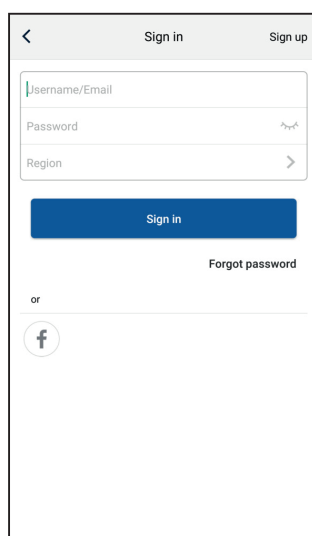 Sign in
Sign up
Username/Email
Password
Region
Sign in
Forgot password
or